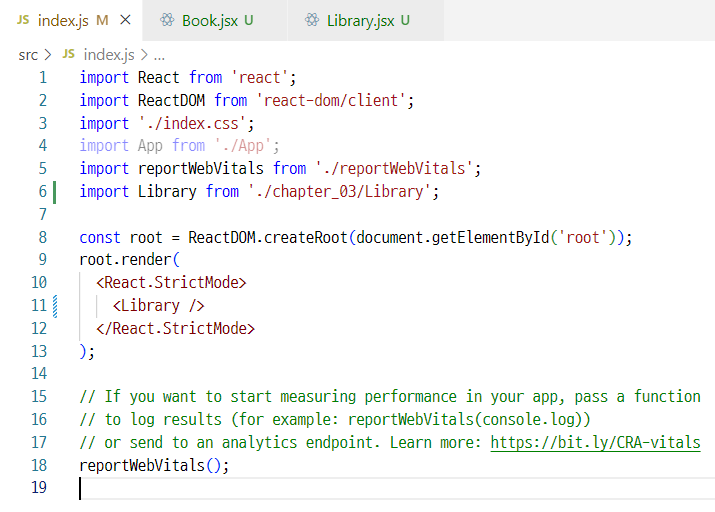 JS index.js M × Book.jsx U Library.jsx U
src > JS index.js > ...
1 import React from 'react';
2 import ReactDOM from 'react-dom/client';
3 import './index.css';
4 import App from './App';
5 import reportWebVitals from './reportWebVitals';
6 import Library from './chapter_03/Library';
7
8 const root = ReactDOM.createRoot(document.getElementById('root'));
9 root.render(
10 <React.StrictMode>
11 <Library />
12 </React.StrictMode>
13 );
14
15 // If you want to start measuring performance in your app, pass a function
16 // to log results (for example: reportWebVitals(console.log))
17 // or send to an analytics endpoint. Learn more: https://bit.ly/CRA-vitals
18 reportWebVitals();
19